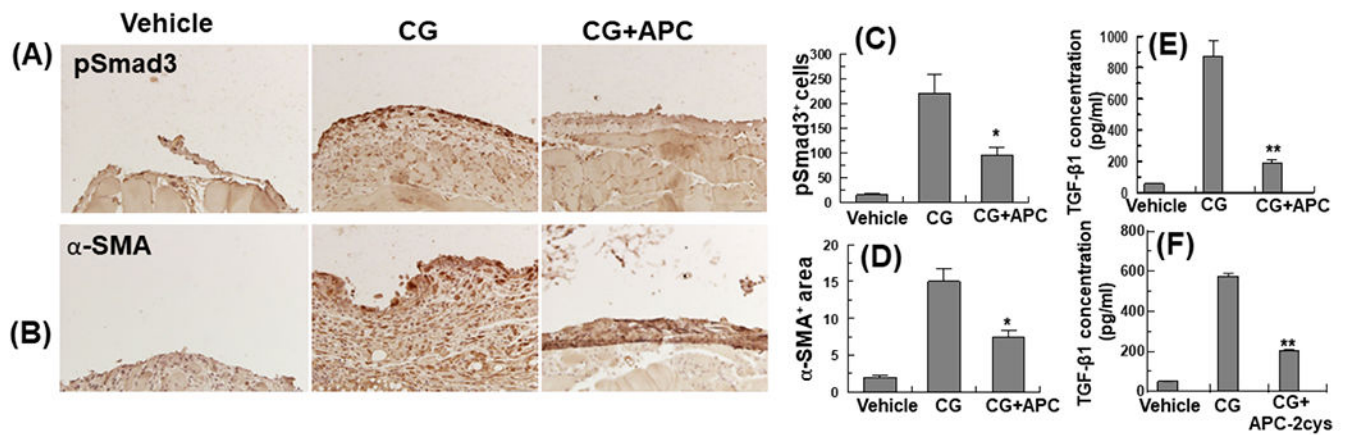 Vehicle
CG
CG+APC
(A)
pSmad3
(B)
α-SMA
(C)
pSmad3+ cells
300
250
200
150
100
50
0
*
Vehicle
CG
CG+APC
(D)
α-SMA+ area
20
15
10
5
0
*
Vehicle
CG
CG+APC
(E)
TGF-β1 concentration
(pg/ml)
1000
800
600
400
200
0
**
Vehicle
CG
CG+APC
(F)
TGF-β1 concentration
(pg/ml)
800
600
400
200
0
**
Vehicle
CG
CG+
APC-2cys